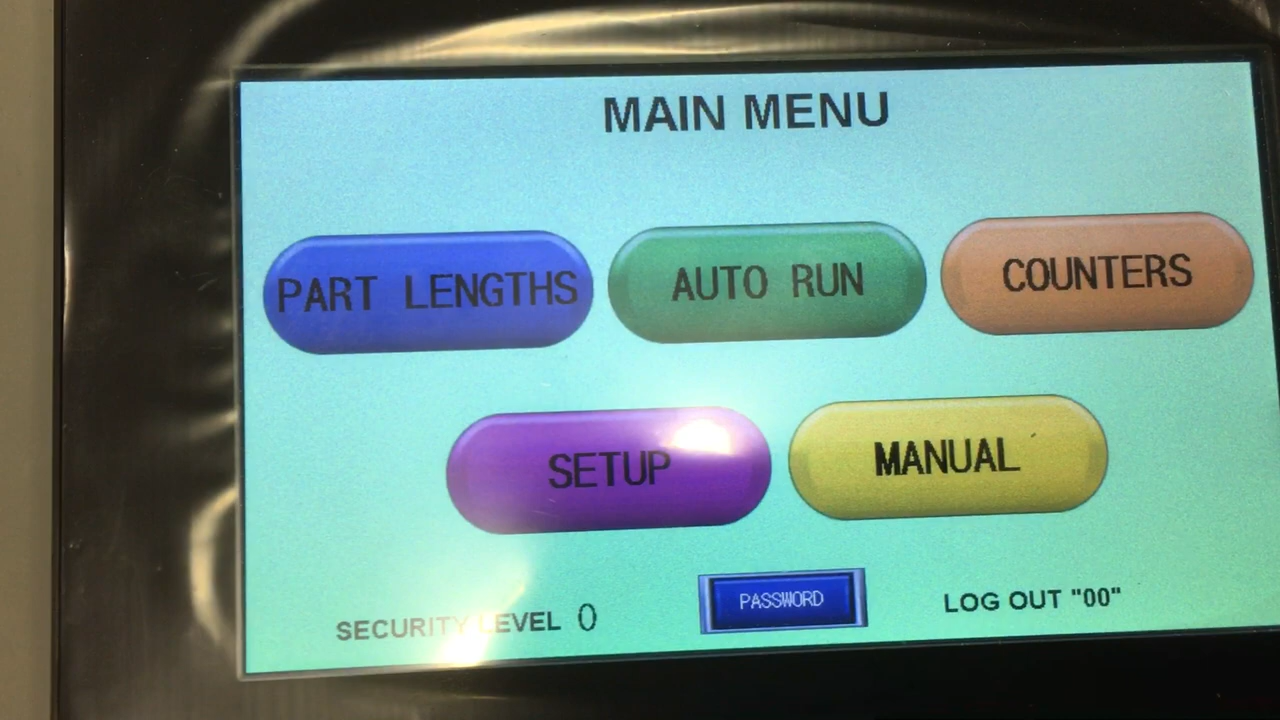 MAIN MENU
PART LENGTHS
AUTO RUN
COUNTERS
SETUP
MANUAL
SECURITY LEVEL 0
PASSWORD
LOG OUT "00"